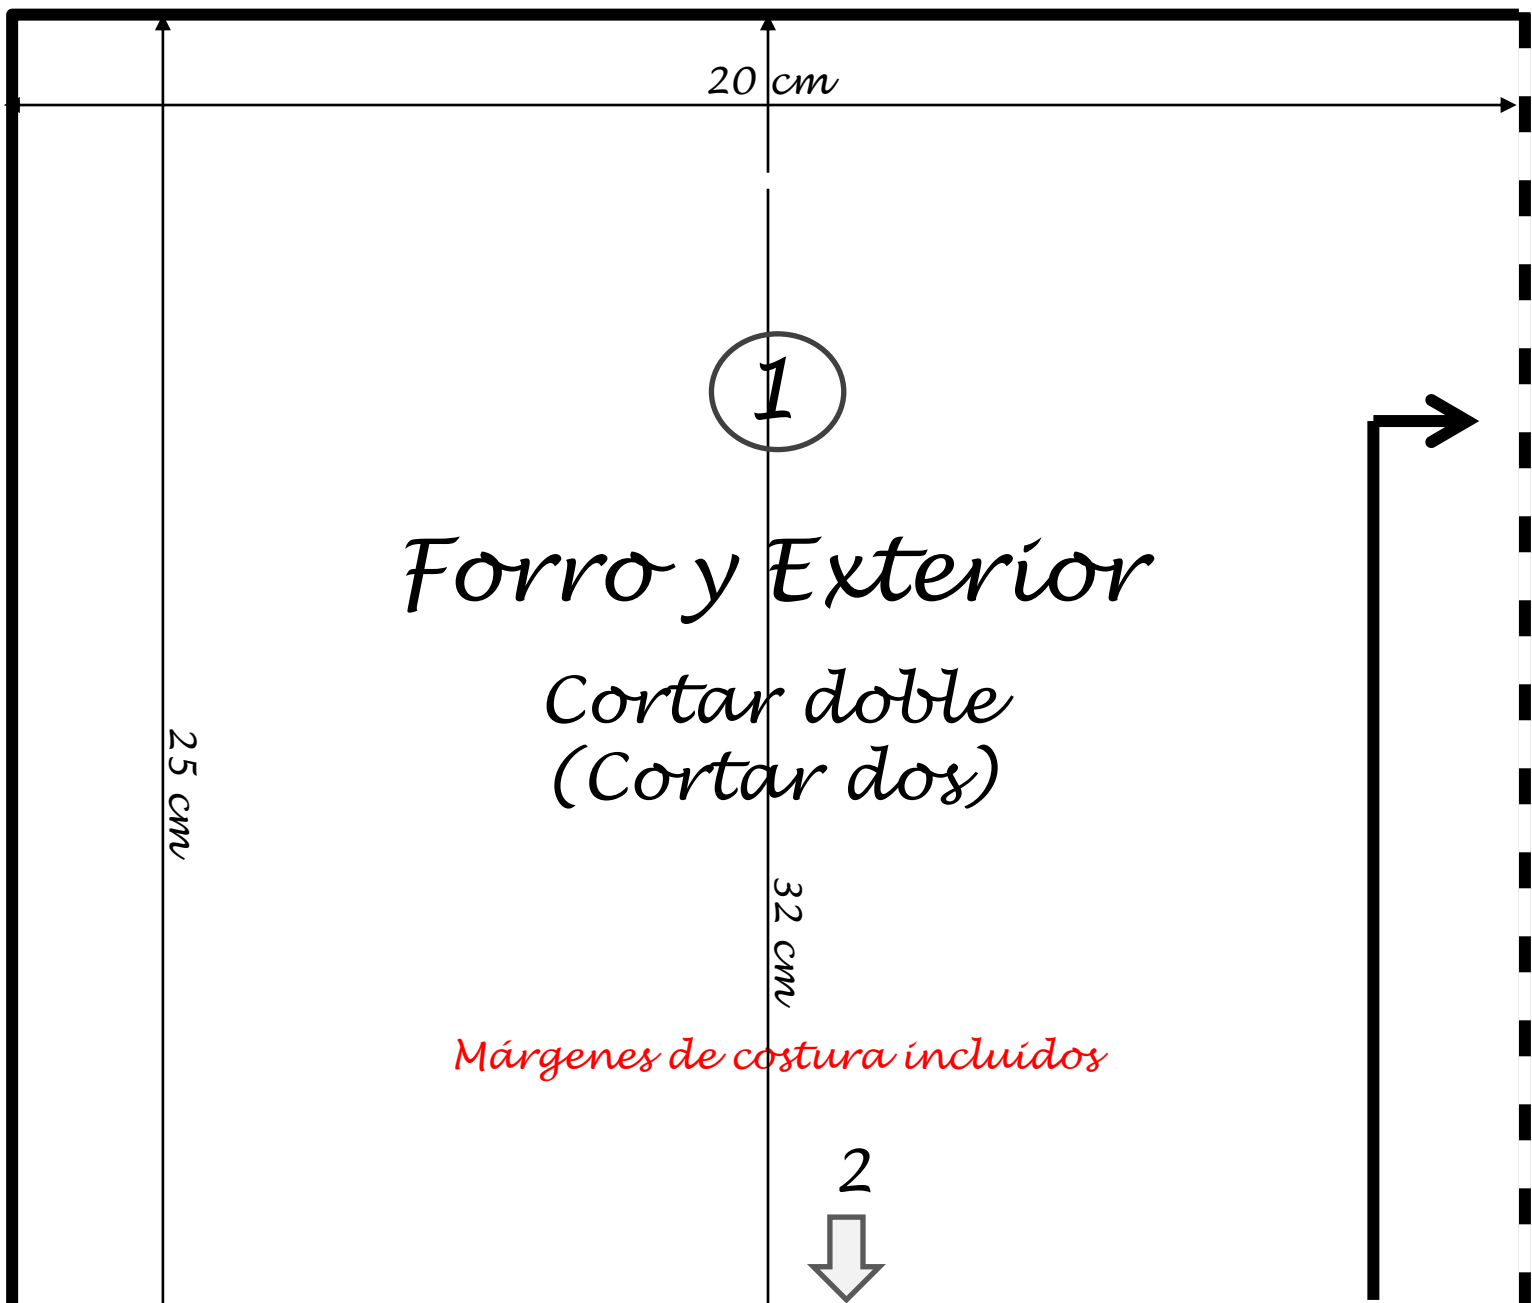 20 cm
1
Forro y Exterior
Cortar doble
(Cortar dos)
25 cm
32 cm
Márgenes de costura incluidos
2